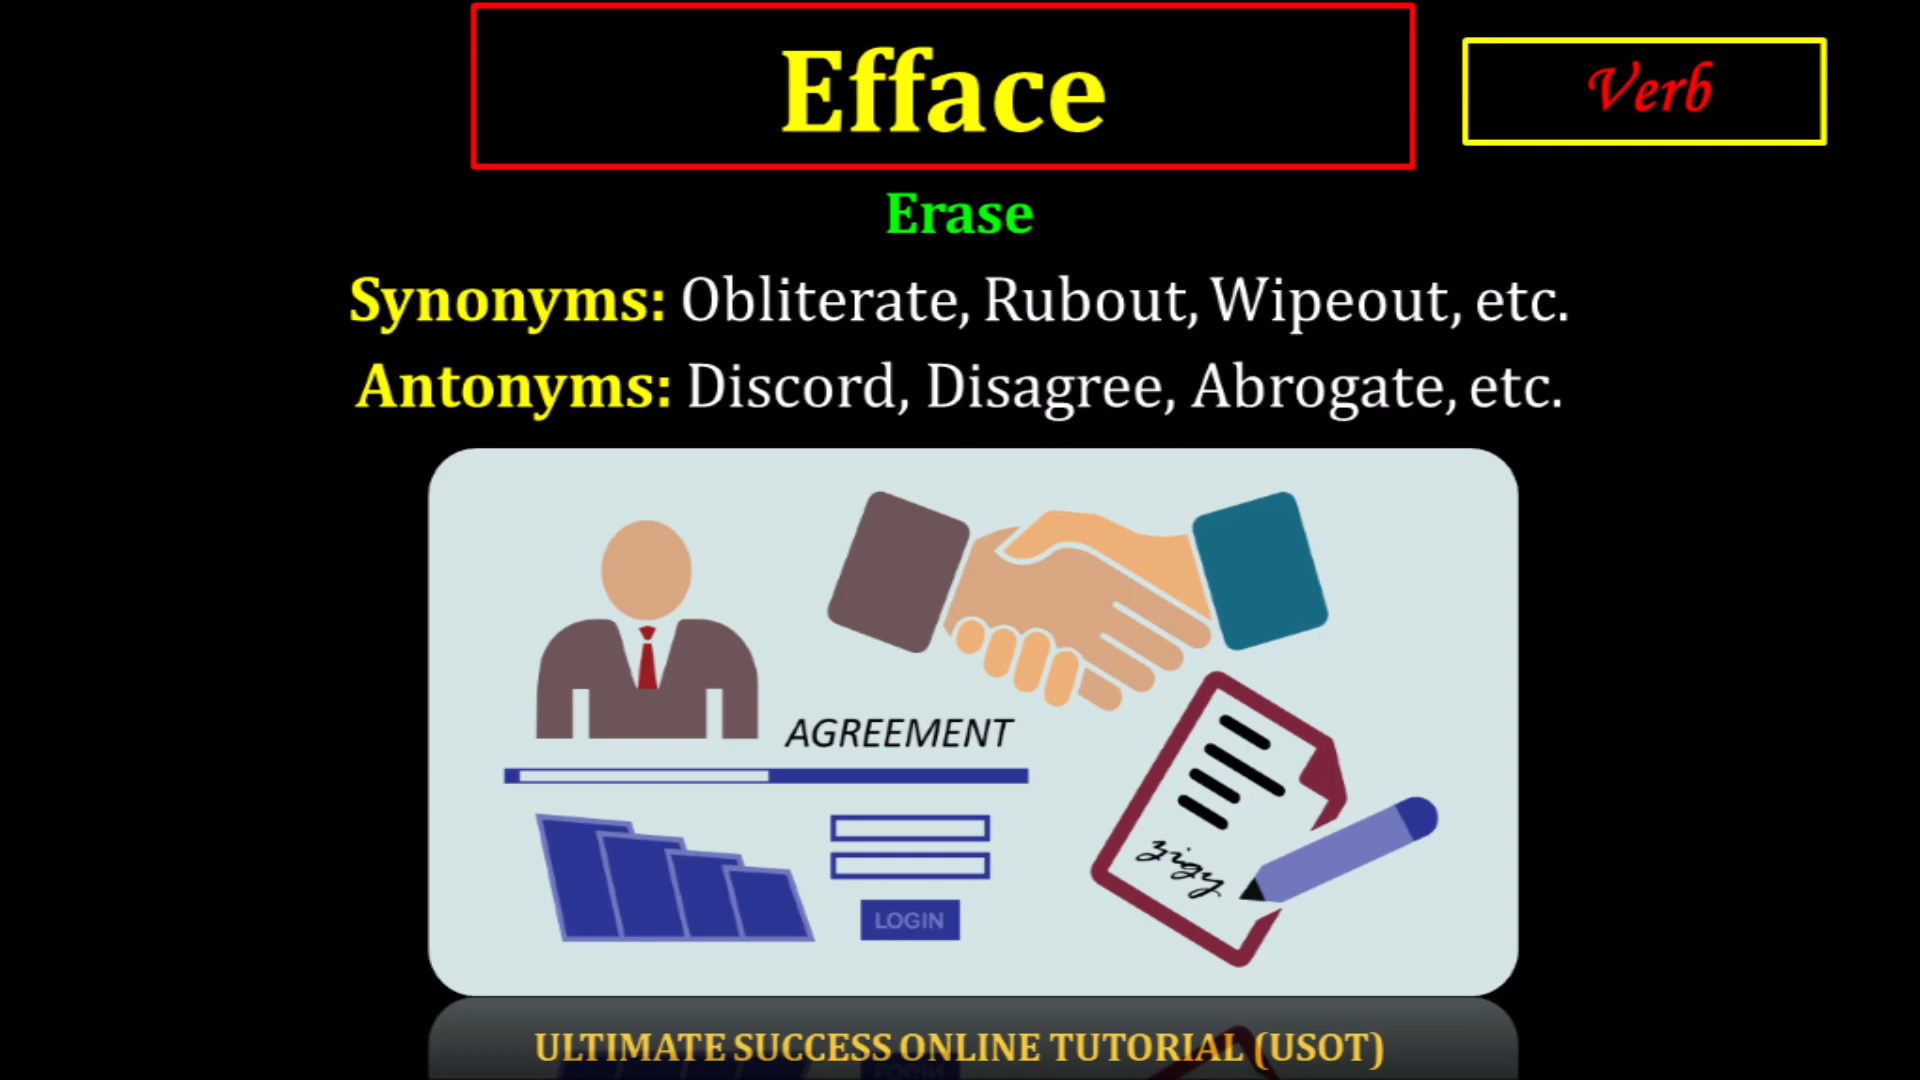 Efface
Verb
Erase
Synonyms: Obliterate, Rubout, Wipeout, etc.
Antonyms: Discord, Disagree, Abrogate, etc.
AGREEMENT
zigy
LOGIN
ULTIMATE SUCCESS ONLINE TUTORIAL (USOT)